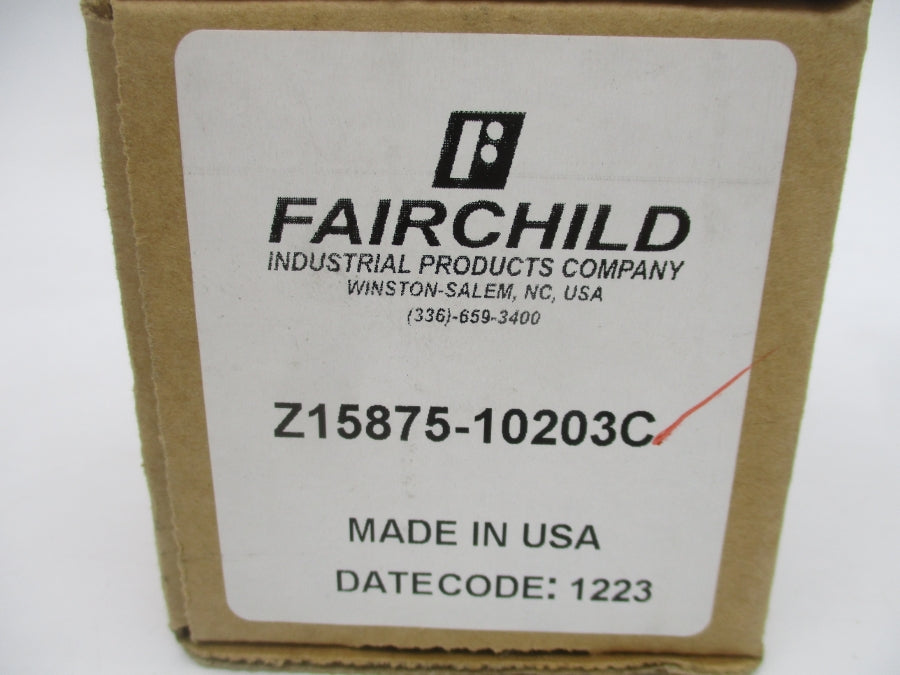 FAIRCHILD
INDUSTRIAL PRODUCTS COMPANY
WINSTON-SALEM, NC, USA
(336)-659-3400
Z15875-10203C
MADE IN USA
DATECODE: 1223